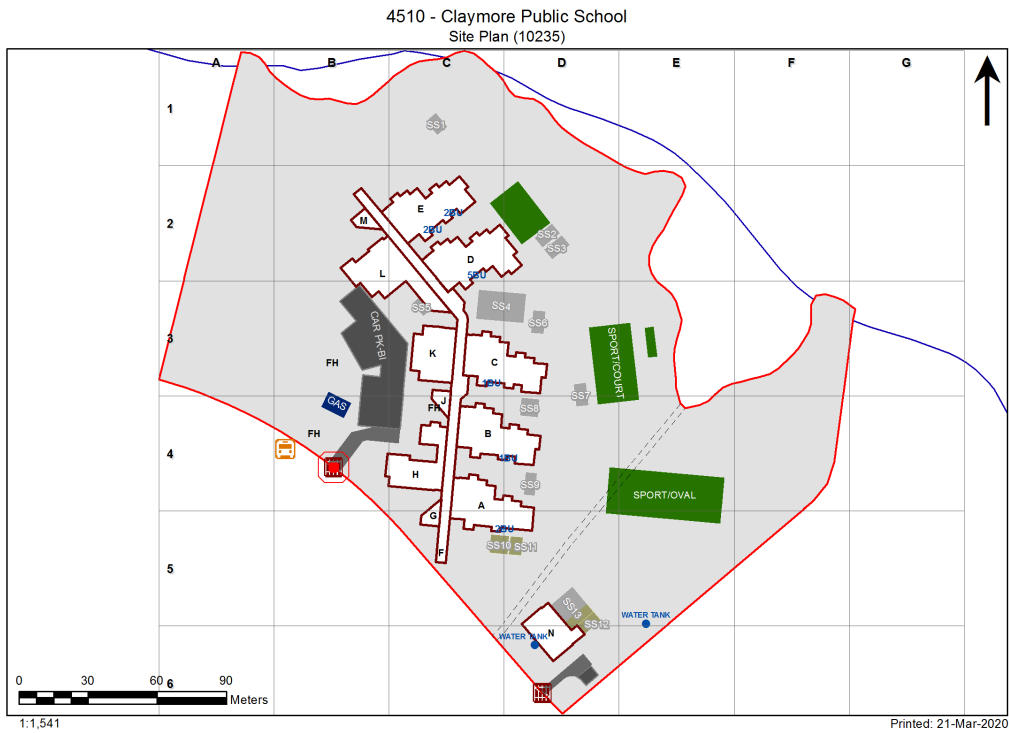 4510 - Claymore Public School
Site Plan (10235)
A B C D E F G
1
SS1
E
2BU
M
2
2BU
SS2
SS3
D
L
5BU
SS5
SS4
SS6
CAR PK-BI
3
K
C
SPORT/COURT
FH
1BU
SS7
J
GAS
FH
SS8
FH
B
4
1BU
H
SS9
SPORT/OVAL
A
G
2BU
SS10
SS11
F
5
SS13
WATER TANK
SS12
WATER TANK
N
6
0 30 60 90
Meters
1:1,541
Printed: 21-Mar-2020